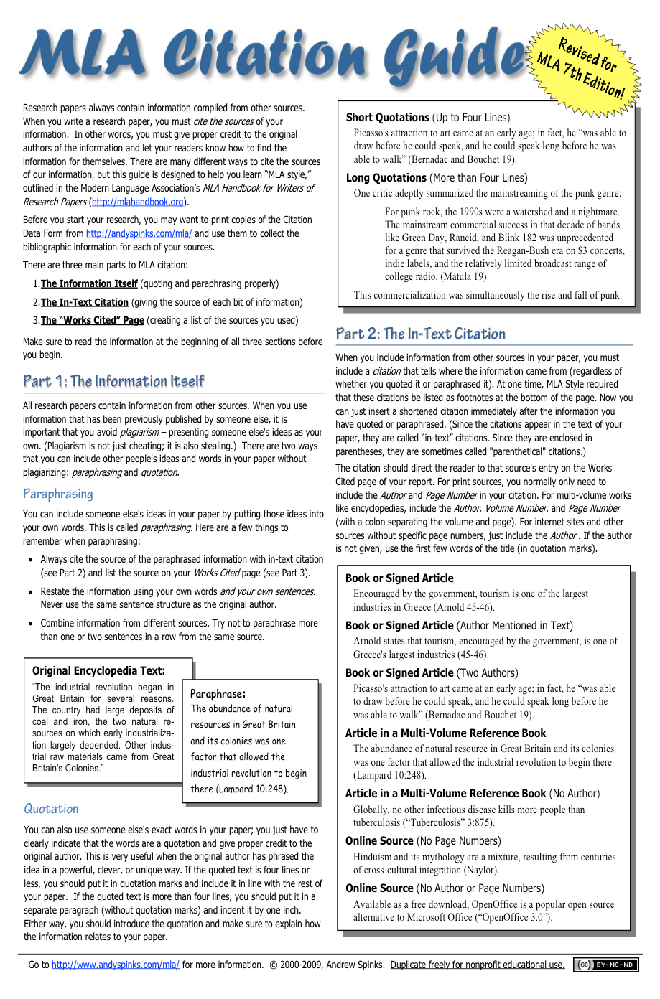 MLA Citation Guide
Revised for
MLA 7th Edition!
Research papers always contain information compiled from other sources.
When you write a research paper, you must cite the sources of your
information.  In other words, you must give proper credit to the original
authors of the information and let your readers know how to find the
information for themselves. There are many different ways to cite the sources
of our information, but this guide is designed to help you learn “MLA style,”
outlined in the Modern Language Association’s MLA Handbook for Writers of
Research Papers (http://mlahandbook.org).
Before you start your research, you may want to print copies of the Citation
Data Form from http://andyspinks.com/mla/ and use them to collect the
bibliographic information for each of your sources.
There are three main parts to MLA citation:
1.The Information Itself (quoting and paraphrasing properly)
2.The In-Text Citation (giving the source of each bit of information)
3.The “Works Cited” Page (creating a list of the sources you used)
Make sure to read the information at the beginning of all three sections before
you begin.
Part 1: The Information Itself
All research papers contain information from other sources. When you use
information that has been previously published by someone else, it is
important that you avoid plagiarism – presenting someone else's ideas as your
own. (Plagiarism is not just cheating; it is also stealing.)  There are two ways
that you can include other people's ideas and words in your paper without
plagiarizing: paraphrasing and quotation.
Paraphrasing
You can include someone else's ideas in your paper by putting those ideas into
your own words. This is called paraphrasing. Here are a few things to
remember when paraphrasing:
• Always cite the source of the paraphrased information with in-text citation
(see Part 2) and list the source on your Works Cited page (see Part 3).
• Restate the information using your own words and your own sentences.
Never use the same sentence structure as the original author.
• Combine information from different sources. Try not to paraphrase more
than one or two sentences in a row from the same source.
Original Encyclopedia Text:
“The industrial revolution began in
Great Britain for several reasons.
The country had large deposits of
coal and iron, the two natural re-
sources on which early industrializa-
tion largely depended. Other indus-
trial raw materials came from Great
Britain's Colonies.”
Paraphrase:
The abundance of natural
resources in Great Britain
and its colonies was one
factor that allowed the
industrial revolution to begin
there (Lampard 10:248).
Quotation
You can also use someone else's exact words in your paper; you just have to
clearly indicate that the words are a quotation and give proper credit to the
original author. This is very useful when the original author has phrased the
idea in a powerful, clever, or unique way. If the quoted text is four lines or
less, you should put it in quotation marks and include it in line with the rest of
your paper.  If the quoted text is more than four lines, you should put it in a
separate paragraph (without quotation marks) and indent it by one inch.
Either way, you should introduce the quotation and make sure to explain how
the information relates to your paper.
Short Quotations (Up to Four Lines)
Picasso's attraction to art came at an early age; in fact, he “was able to
draw before he could speak, and he could speak long before he was
able to walk” (Bernadac and Bouchet 19).
Long Quotations (More than Four Lines)
One critic adeptly summarized the mainstreaming of the punk genre:
For punk rock, the 1990s were a watershed and a nightmare.
The mainstream commercial success in that decade of bands
like Green Day, Rancid, and Blink 182 was unprecedented
for a genre that survived the Reagan-Bush era on $3 concerts,
indie labels, and the relatively limited broadcast range of
college radio. (Matula 19)
This commercialization was simultaneously the rise and fall of punk.
Part 2: The In-Text Citation
When you include information from other sources in your paper, you must
include a citation that tells where the information came from (regardless of
whether you quoted it or paraphrased it). At one time, MLA Style required
that these citations be listed as footnotes at the bottom of the page. Now you
can just insert a shortened citation immediately after the information you
have quoted or paraphrased. (Since the citations appear in the text of your
paper, they are called “in-text” citations. Since they are enclosed in
parentheses, they are sometimes called "parenthetical" citations.)
The citation should direct the reader to that source's entry on the Works
Cited page of your report. For print sources, you normally only need to
include the Author and Page Number in your citation. For multi-volume works
like encyclopedias, include the Author, Volume Number, and Page Number
(with a colon separating the volume and page). For internet sites and other
sources without specific page numbers, just include the Author . If the author
is not given, use the first few words of the title (in quotation marks).
Book or Signed Article
Encouraged by the government, tourism is one of the largest
industries in Greece (Arnold 45-46).
Book or Signed Article (Author Mentioned in Text)
Arnold states that tourism, encouraged by the government, is one of
Greece's largest industries (45-46).
Book or Signed Article (Two Authors)
Picasso's attraction to art came at an early age; in fact, he “was able
to draw before he could speak, and he could speak long before he
was able to walk” (Bernadac and Bouchet 19).
Article in a Multi-Volume Reference Book
The abundance of natural resource in Great Britain and its colonies
was one factor that allowed the industrial revolution to begin there
(Lampard 10:248).
Article in a Multi-Volume Reference Book (No Author)
Globally, no other infectious disease kills more people than
tuberculosis (“Tuberculosis” 3:875).
Online Source (No Page Numbers)
Hinduism and its mythology are a mixture, resulting from centuries
of cross-cultural integration (Naylor).
Online Source (No Author or Page Numbers)
Available as a free download, OpenOffice is a popular open source
alternative to Microsoft Office (“OpenOffice 3.0”).
Go to http://www.andyspinks.com/mla/ for more information.  © 2000-2009, Andrew Spinks.  Duplicate freely for nonprofit educational use.
(cc) BY-NC-ND